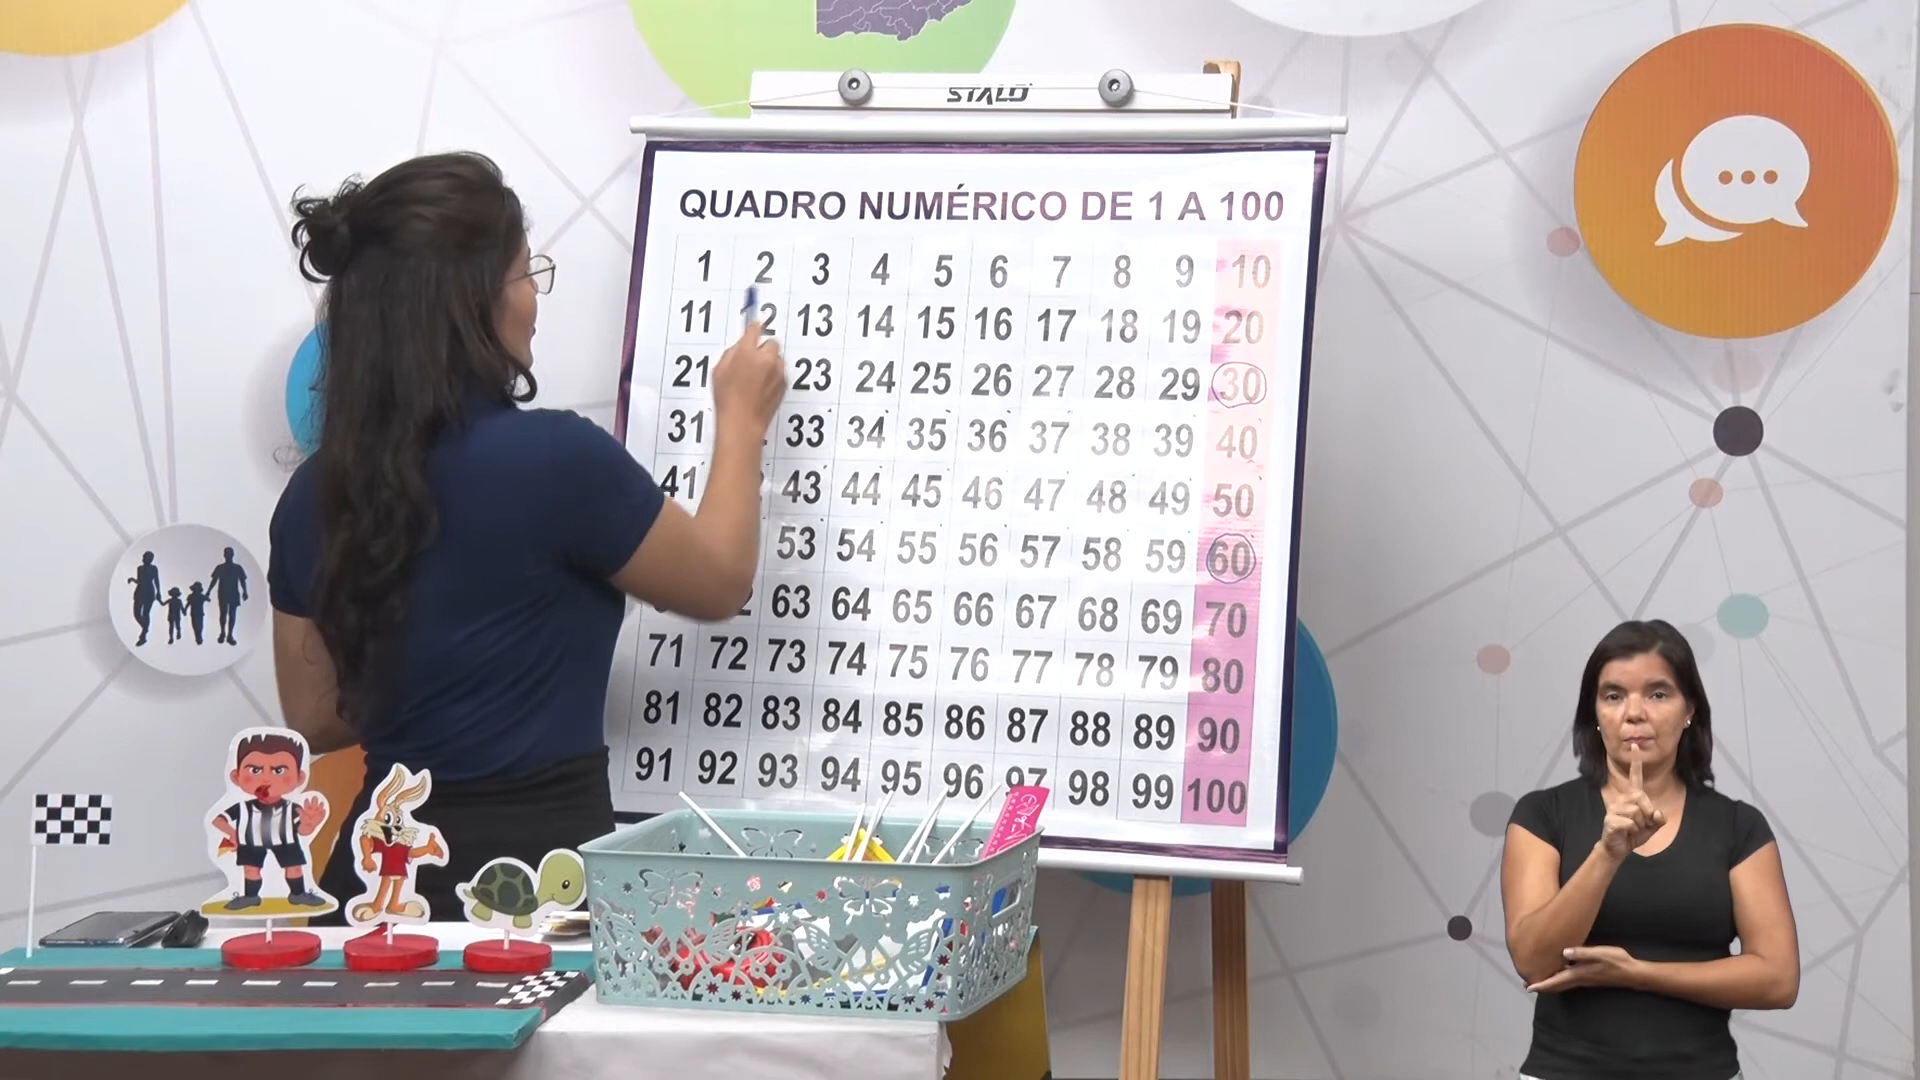 STALO
QUADRO NUMÉRICO DE 1 A 100
1 2 3 4 5 6 7 8 9 10
11 12 13 14 15 16 17 18 19 20
21 23 24 25 26 27 28 29 30
31 33 34 35 36 37 38 39 40
41 43 44 45 46 47 48 49 50
53 54 55 56 57 58 59 60
63 64 65 66 67 68 69 70
71 72 73 74 75 76 77 78 79 80
81 82 83 84 85 86 87 88 89 90
91 92 93 94 95 96 97 98 99 100